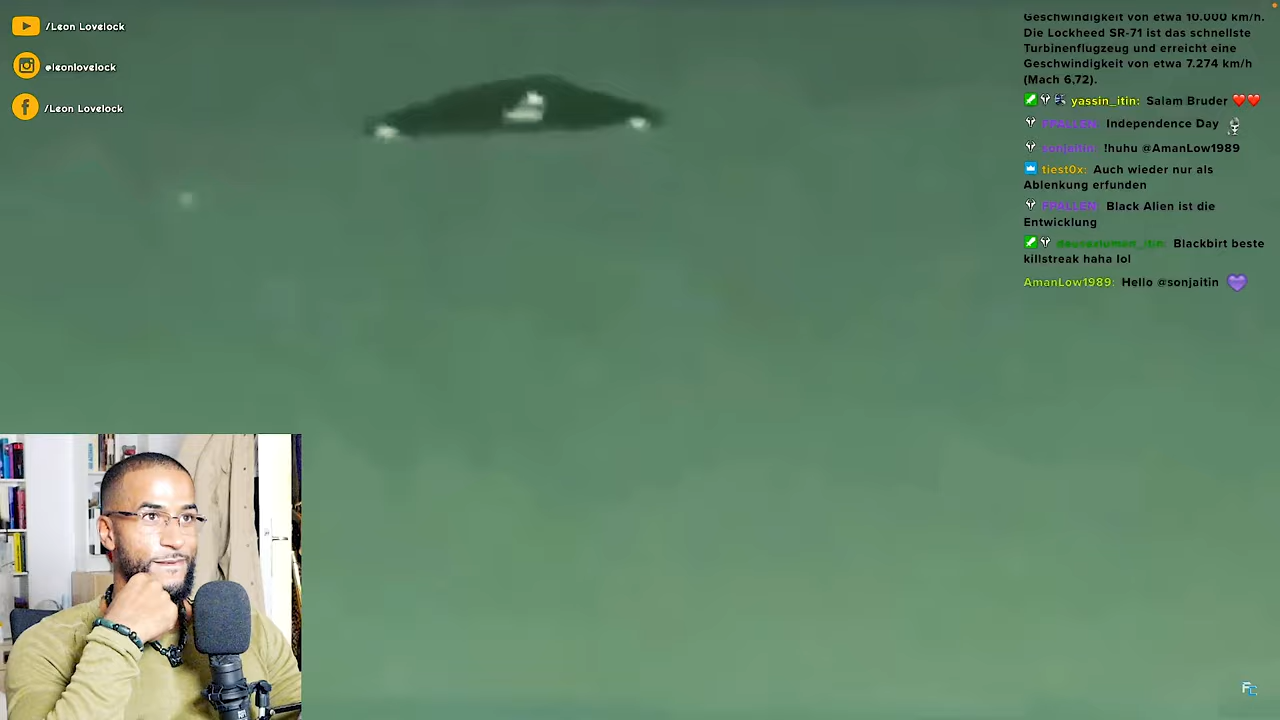 /Leon Lovelock
@leonlovelock
/Leon Lovelock
Geschwindigkeit von etwa 10.000 km/h.
Die Lockheed SR-71 ist das schnellste
Turbinenflugzeug und erreicht eine
Geschwindigkeit von etwa 7.274 km/h
(Mach 6,72).
yassin_itin: Salam Bruder
Independence Day
sonjaitin: !huhu @AmanLow1989
tiest0x: Auch wieder nur als
Ablenkung erfunden
Black Alien ist die
Entwicklung
Blackbirt beste
killstreak haha lol
AmanLow1989: Hello @sonjaitin